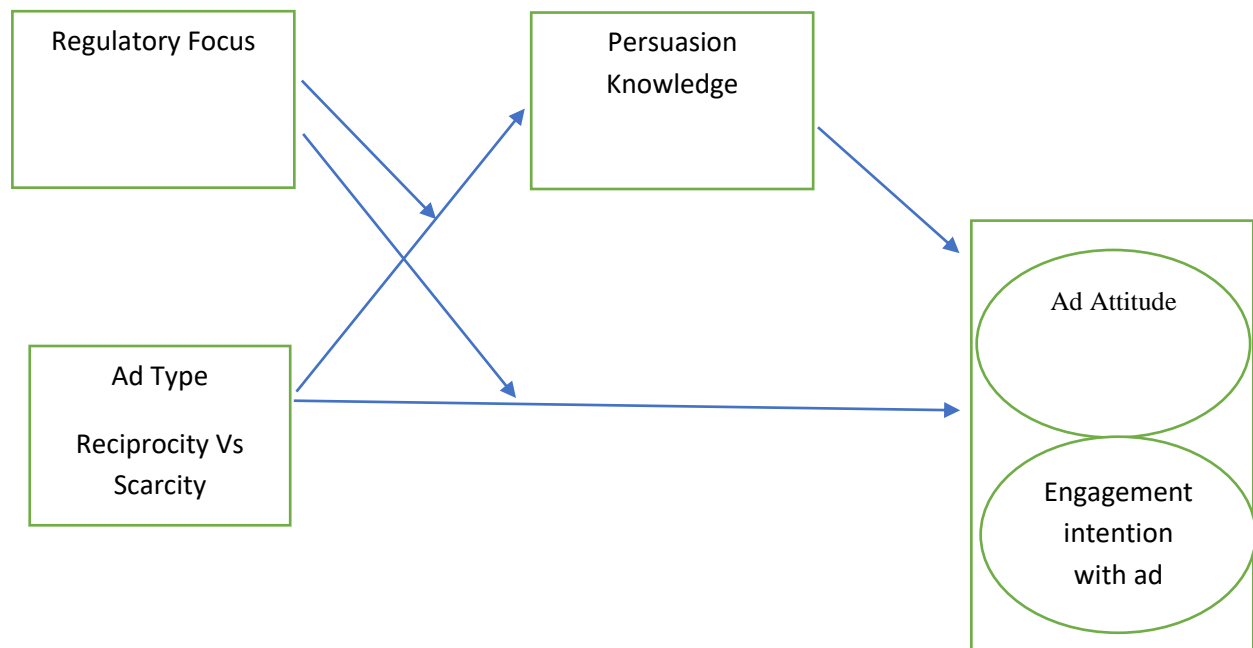 Regulatory Focus
Persuasion
Knowledge
Ad Type
Reciprocity Vs
Scarcity
Ad Attitude
Engagement
intention
with ad